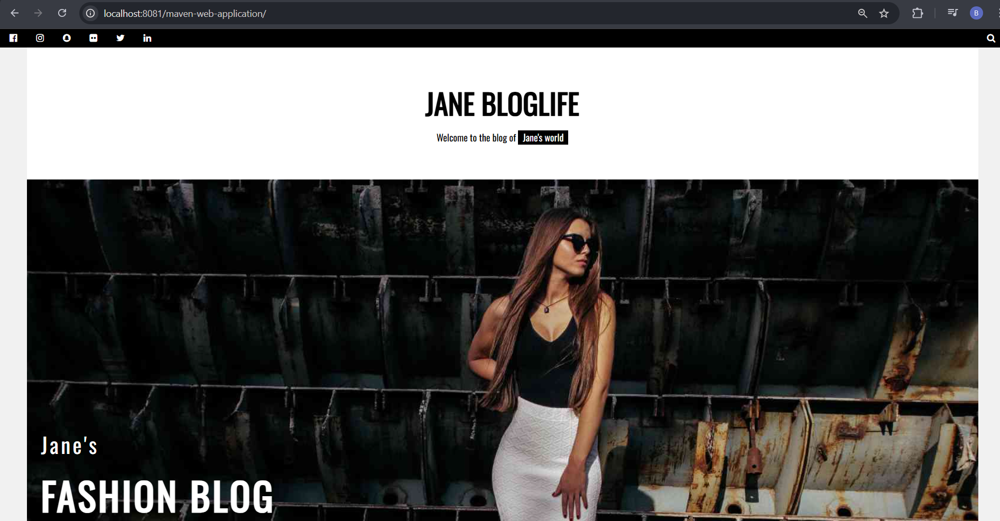 localhost:8081/maven-web-application/
B
JANE BLOGLIFE
Welcome to the blog of Jane's world
Jane's
FASHION BLOG